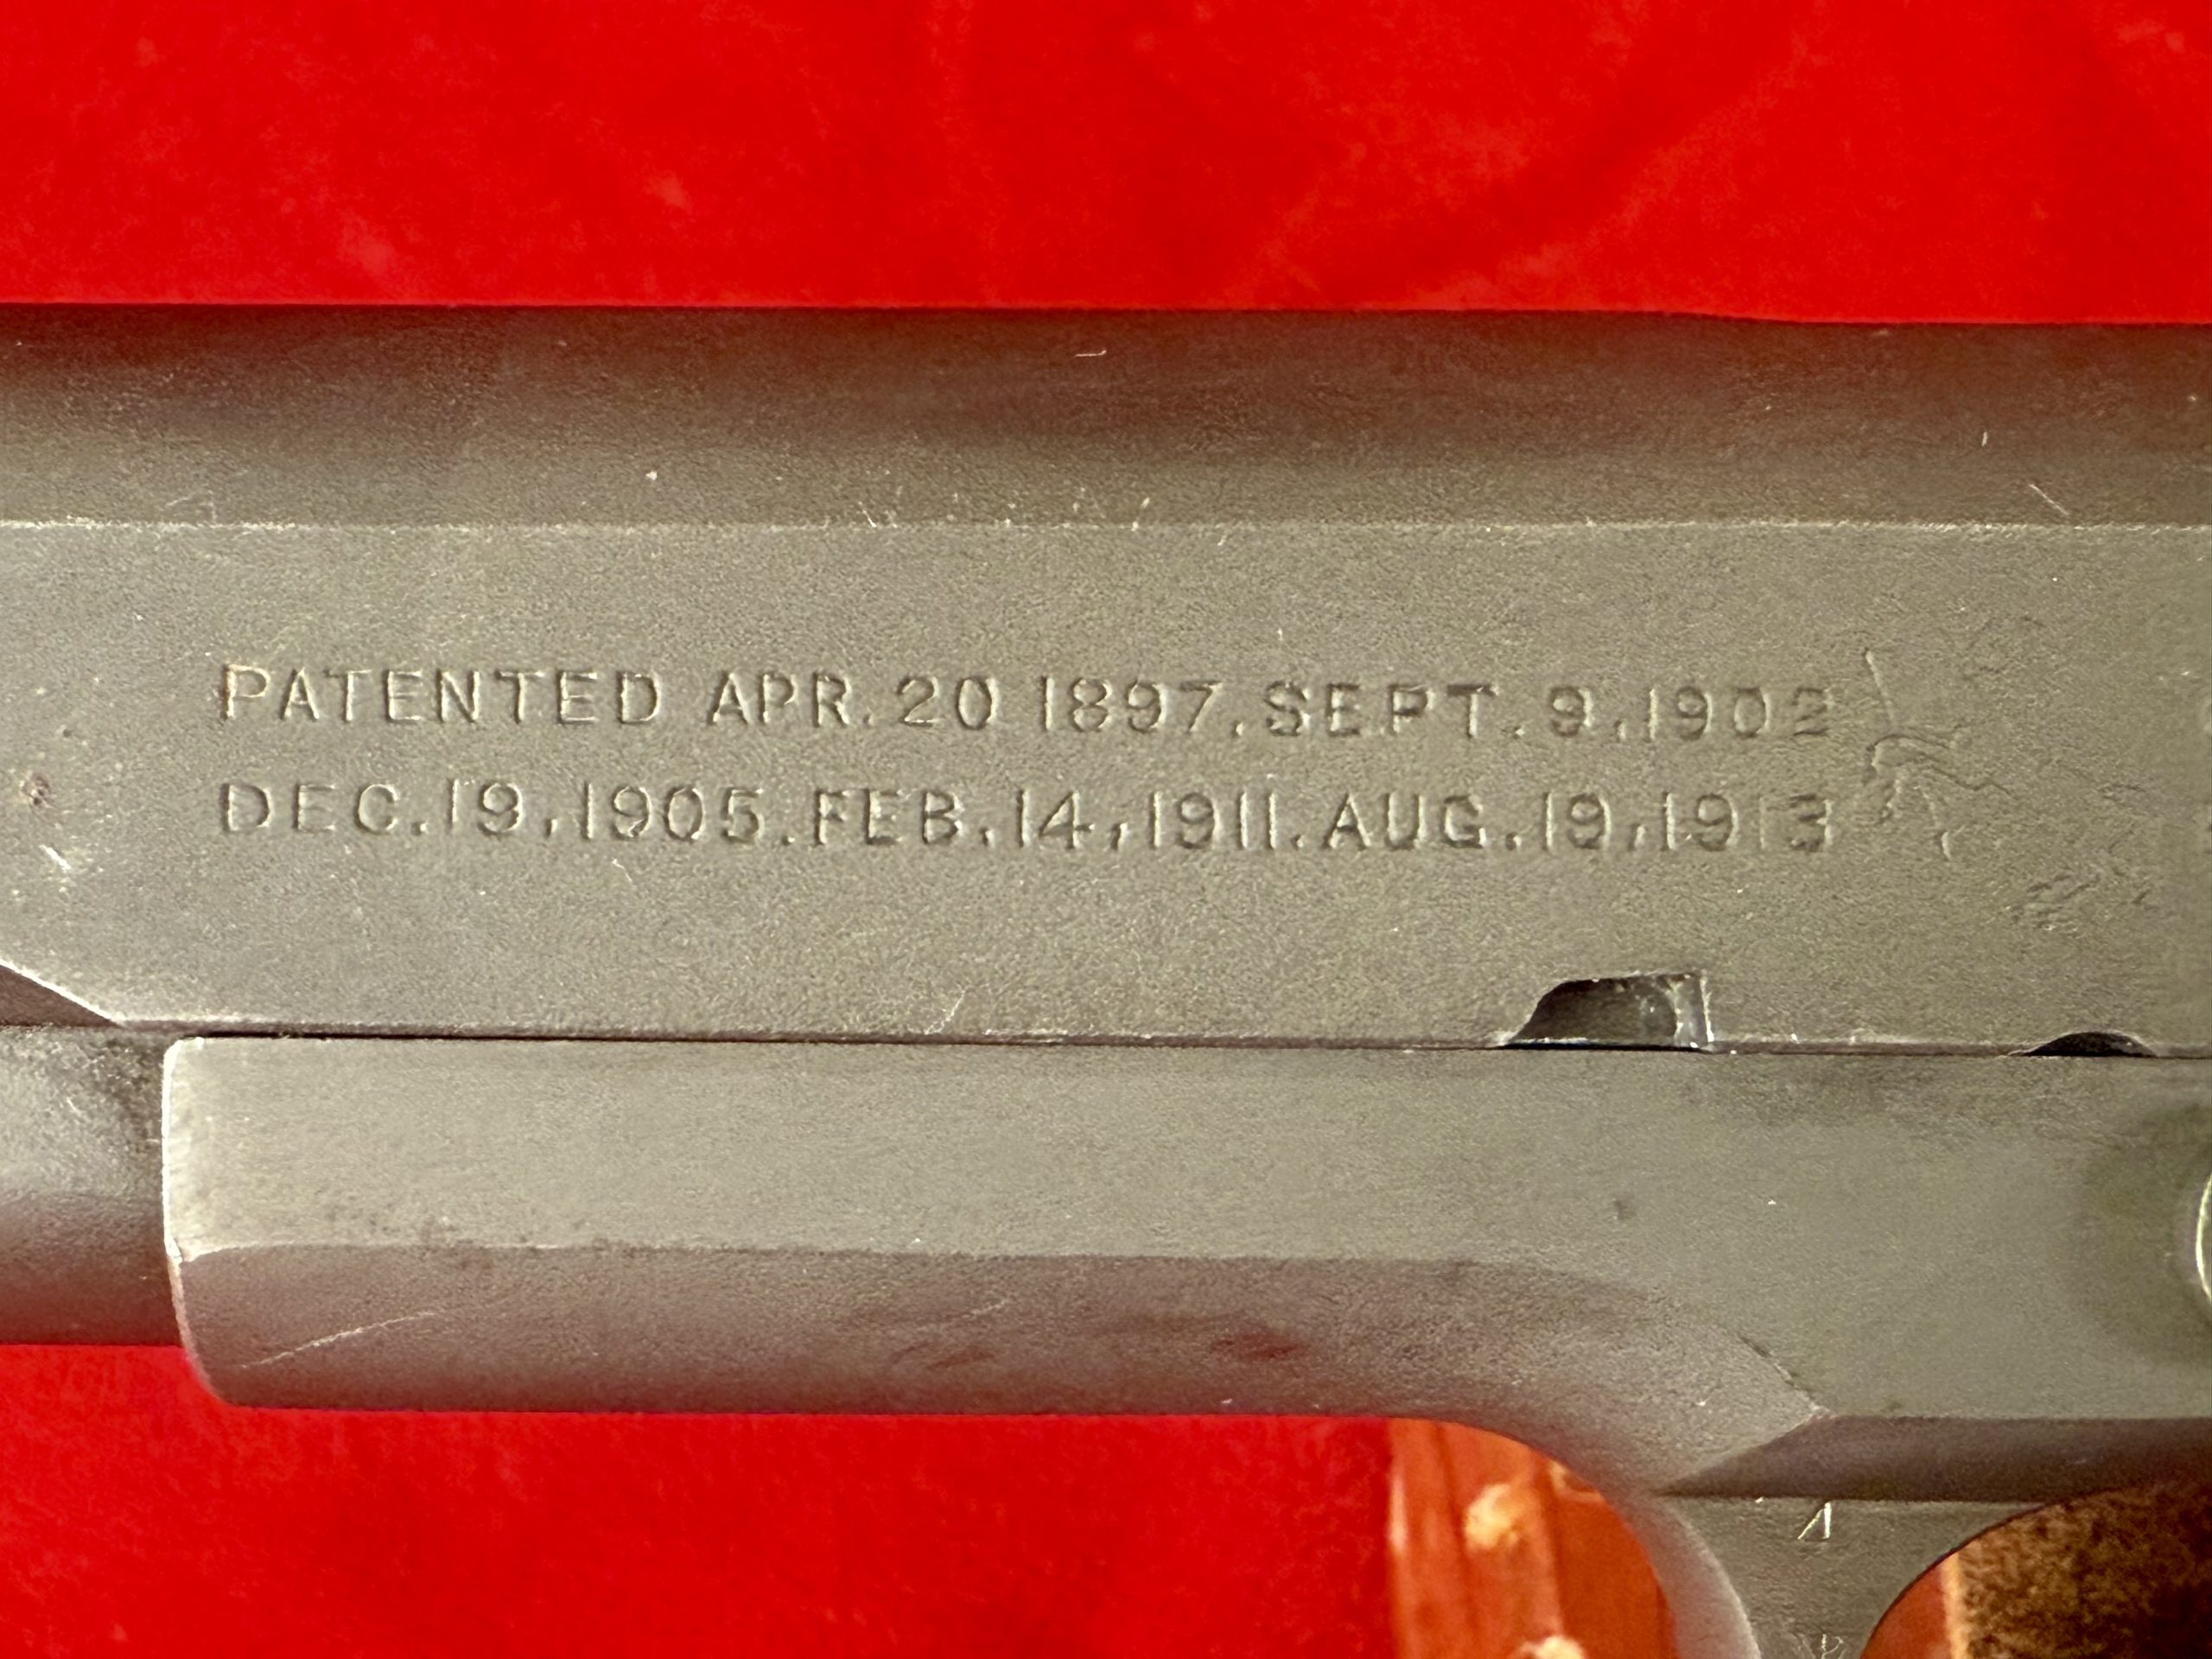 PATENTED APR. 20 1897. SEPT. 9, 1902
DEC. 19, 1905. FEB. 14, 1911. AUG. 19, 1913